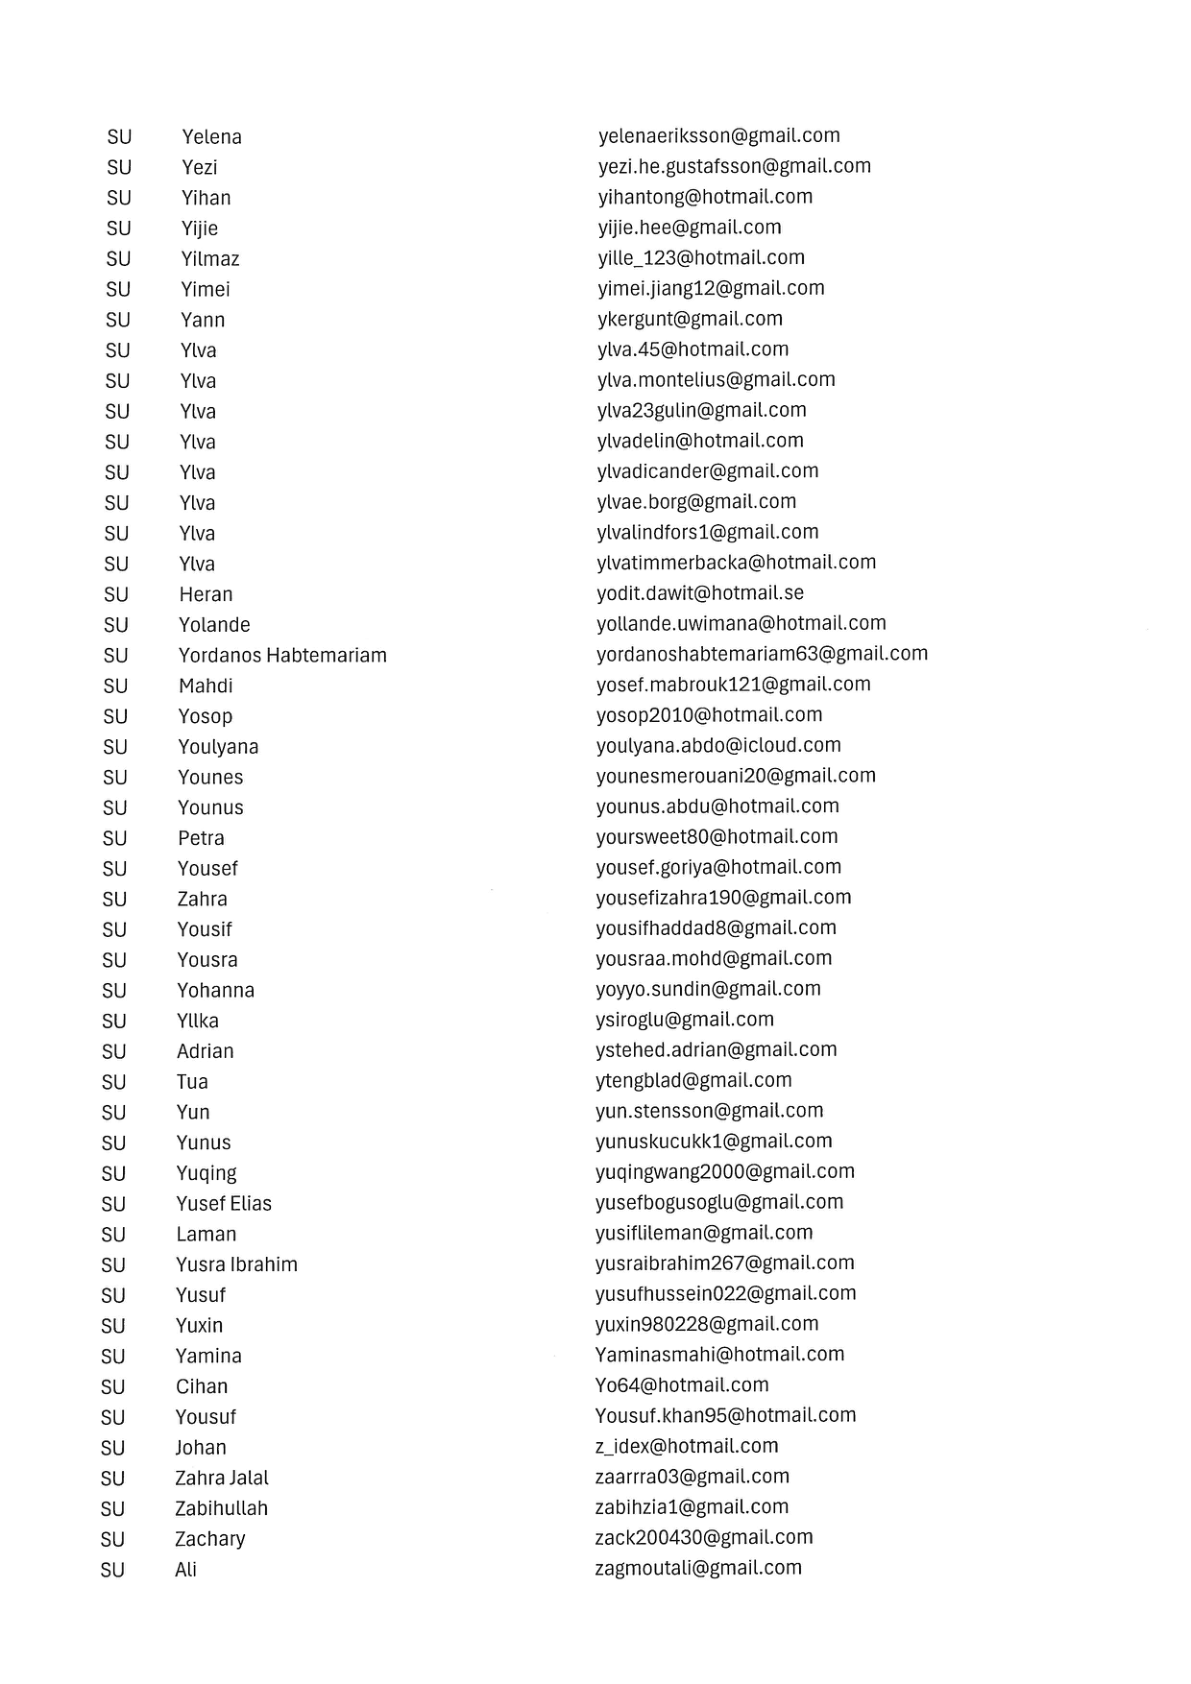 SU Yelena yelenaeriksson@gmail.com
SU Yezi yezi.he.gustafsson@gmail.com
SU Yihan yihantong@hotmail.com
SU Yijie yijie.hee@gmail.com
SU Yilmaz yille_123@hotmail.com
SU Yimei yimei.jiang12@gmail.com
SU Yann ykergunt@gmail.com
SU Ylva ylva.45@hotmail.com
SU Ylva ylva.montelius@gmail.com
SU Ylva ylva23gulin@gmail.com
SU Ylva ylvadelin@hotmail.com
SU Ylva ylvadicander@gmail.com
SU Ylva ylvae.borg@gmail.com
SU Ylva ylvalindfors1@gmail.com
SU Ylva ylvatimmerbacka@hotmail.com
SU Heran yodit.dawit@hotmail.se
SU Yolande yollande.uwimana@hotmail.com
SU Yordanos Habtemariam yordanoshabtemariam63@gmail.com
SU Mahdi yosef.mabrouk121@gmail.com
SU Yosop yosop2010@hotmail.com
SU Youlyana youlyana.abdo@icloud.com
SU Younes younesmerouani20@gmail.com
SU Younus younus.abdu@hotmail.com
SU Petra yoursweet80@hotmail.com
SU Yousef yousef.goriya@hotmail.com
SU Zahra yousefizahra190@gmail.com
SU Yousif yousifhaddad8@gmail.com
SU Yousra yousraa.mohd@gmail.com
SU Yohanna yoyyo.sundin@gmail.com
SU Yllka ysiroglu@gmail.com
SU Adrian ystehed.adrian@gmail.com
SU Tua ytengblad@gmail.com
SU Yun yun.stensson@gmail.com
SU Yunus yunuskucukk1@gmail.com
SU Yuqing yuqingwang2000@gmail.com
SU Yusef Elias yusefbogusoglu@gmail.com
SU Laman yusiflileman@gmail.com
SU Yusra Ibrahim yusraibrahim267@gmail.com
SU Yusuf yusufhussein022@gmail.com
SU Yuxin yuxin980228@gmail.com
SU Yamina Yaminasmahi@hotmail.com
SU Cihan Yo64@hotmail.com
SU Yousuf Yousuf.khan95@hotmail.com
SU Johan z_idex@hotmail.com
SU Zahra Jalal zaarrra03@gmail.com
SU Zabihullah zabihzia1@gmail.com
SU Zachary zack200430@gmail.com
SU Ali zagmoutali@gmail.com